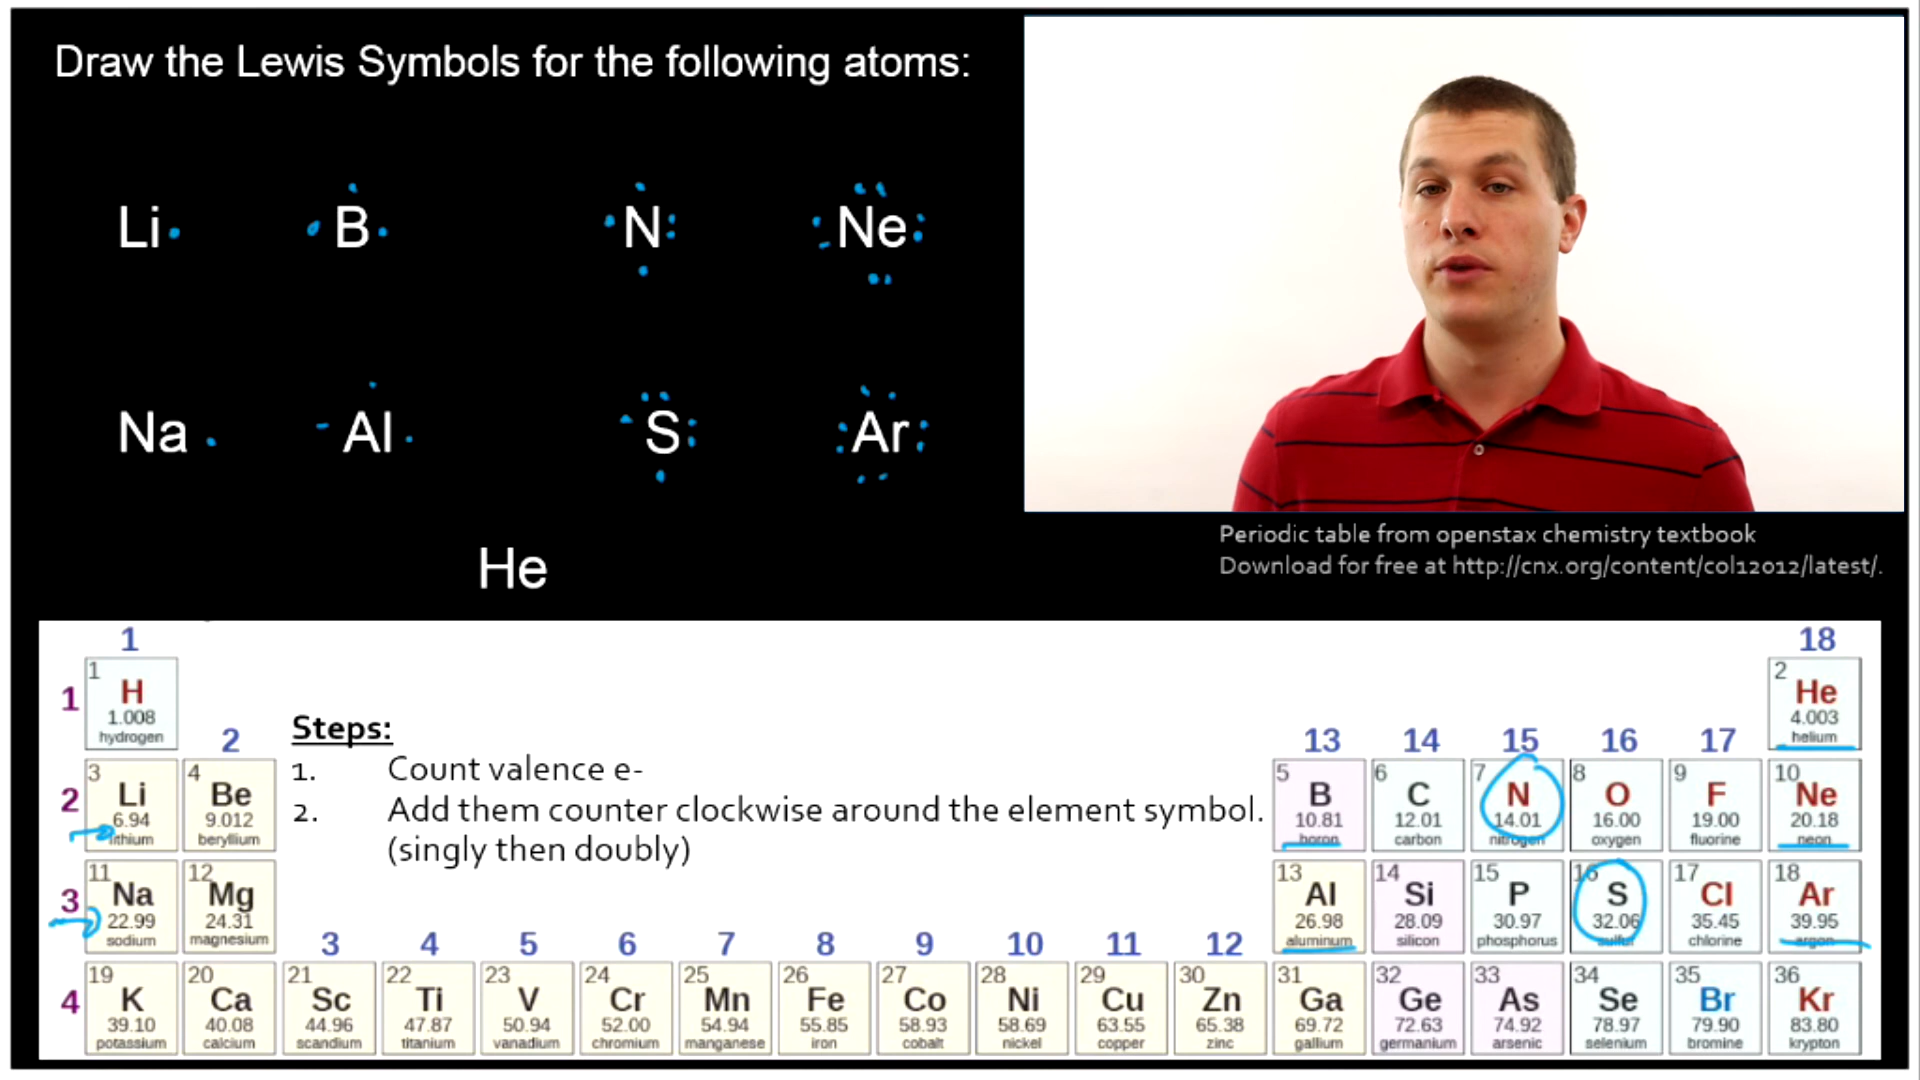 Draw the Lewis Symbols for the following atoms:
Li B N Ne
Na Al S Ar
He
Periodic table from openstax chemistry textbook
Download for free at http://cnx.org/content/col12012/latest/.
1 18
1 H 1.008 hydrogen 2 He 4.003 helium
1
2 13 14 15 16 17
Steps:
1. Count valence e-
2. Add them counter clockwise around the element symbol.
(singly then doubly)
2
3 Li 6.94 lithium 4 Be 9.012 beryllium 5 B 10.81 boron 6 C 12.01 carbon 7 N 14.01 nitrogen 8 O 16.00 oxygen 9 F 19.00 fluorine 10 Ne 20.18 neon
3
11 Na 22.99 sodium 12 Mg 24.31 magnesium 13 Al 26.98 aluminum 14 Si 28.09 silicon 15 P 30.97 phosphorus 16 S 32.06 sulfur 17 Cl 35.45 chlorine 18 Ar 39.95 argon
3 4 5 6 7 8 9 10 11 12
4
19 K 39.10 potassium 20 Ca 40.08 calcium 21 Sc 44.96 scandium 22 Ti 47.87 titanium 23 V 50.94 vanadium 24 Cr 52.00 chromium 25 Mn 54.94 manganese 26 Fe 55.85 iron 27 Co 58.93 cobalt 28 Ni 58.69 nickel 29 Cu 63.55 copper 30 Zn 65.38 zinc 31 Ga 69.72 gallium 32 Ge 72.63 germanium 33 As 74.92 arsenic 34 Se 78.97 selenium 35 Br 79.90 bromine 36 Kr 83.80 krypton